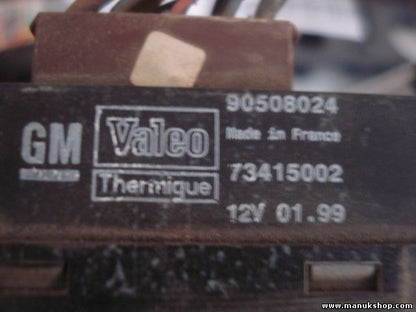 GM
Valeo
Thermique
90508024
Made in France
73415002
12V 01.99
www.manukshop.com